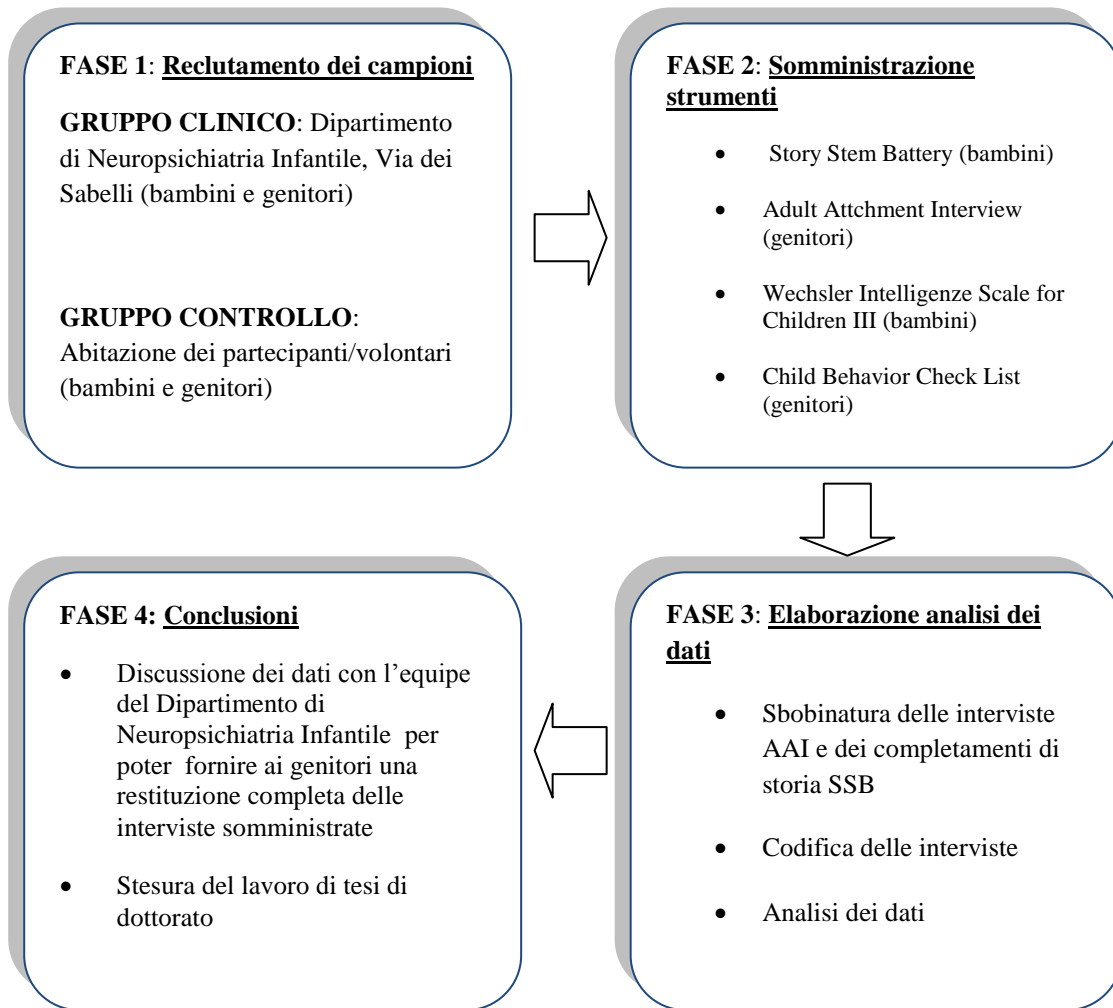 FASE 1: Reclutamento dei campioni
GRUPPO CLINICO: Dipartimento
di Neuropsichiatria Infantile, Via dei
Sabelli (bambini e genitori)
GRUPPO CONTROLLO:
Abitazione dei partecipanti/volontari
(bambini e genitori)
FASE 2: Somministrazione
strumenti
• Story Stem Battery (bambini)
• Adult Attchment Interview
(genitori)
• Wechsler Intelligenze Scale for
Children III (bambini)
• Child Behavior Check List
(genitori)
FASE 3: Elaborazione analisi dei
dati
• Sbobinatura delle interviste
AAI e dei completamenti di
storia SSB
• Codifica delle interviste
• Analisi dei dati
FASE 4: Conclusioni
• Discussione dei dati con l’equipe
del Dipartimento di
Neuropsichiatria Infantile per
poter fornire ai genitori una
restituzione completa delle
interviste somministrate
• Stesura del lavoro di tesi di
dottorato